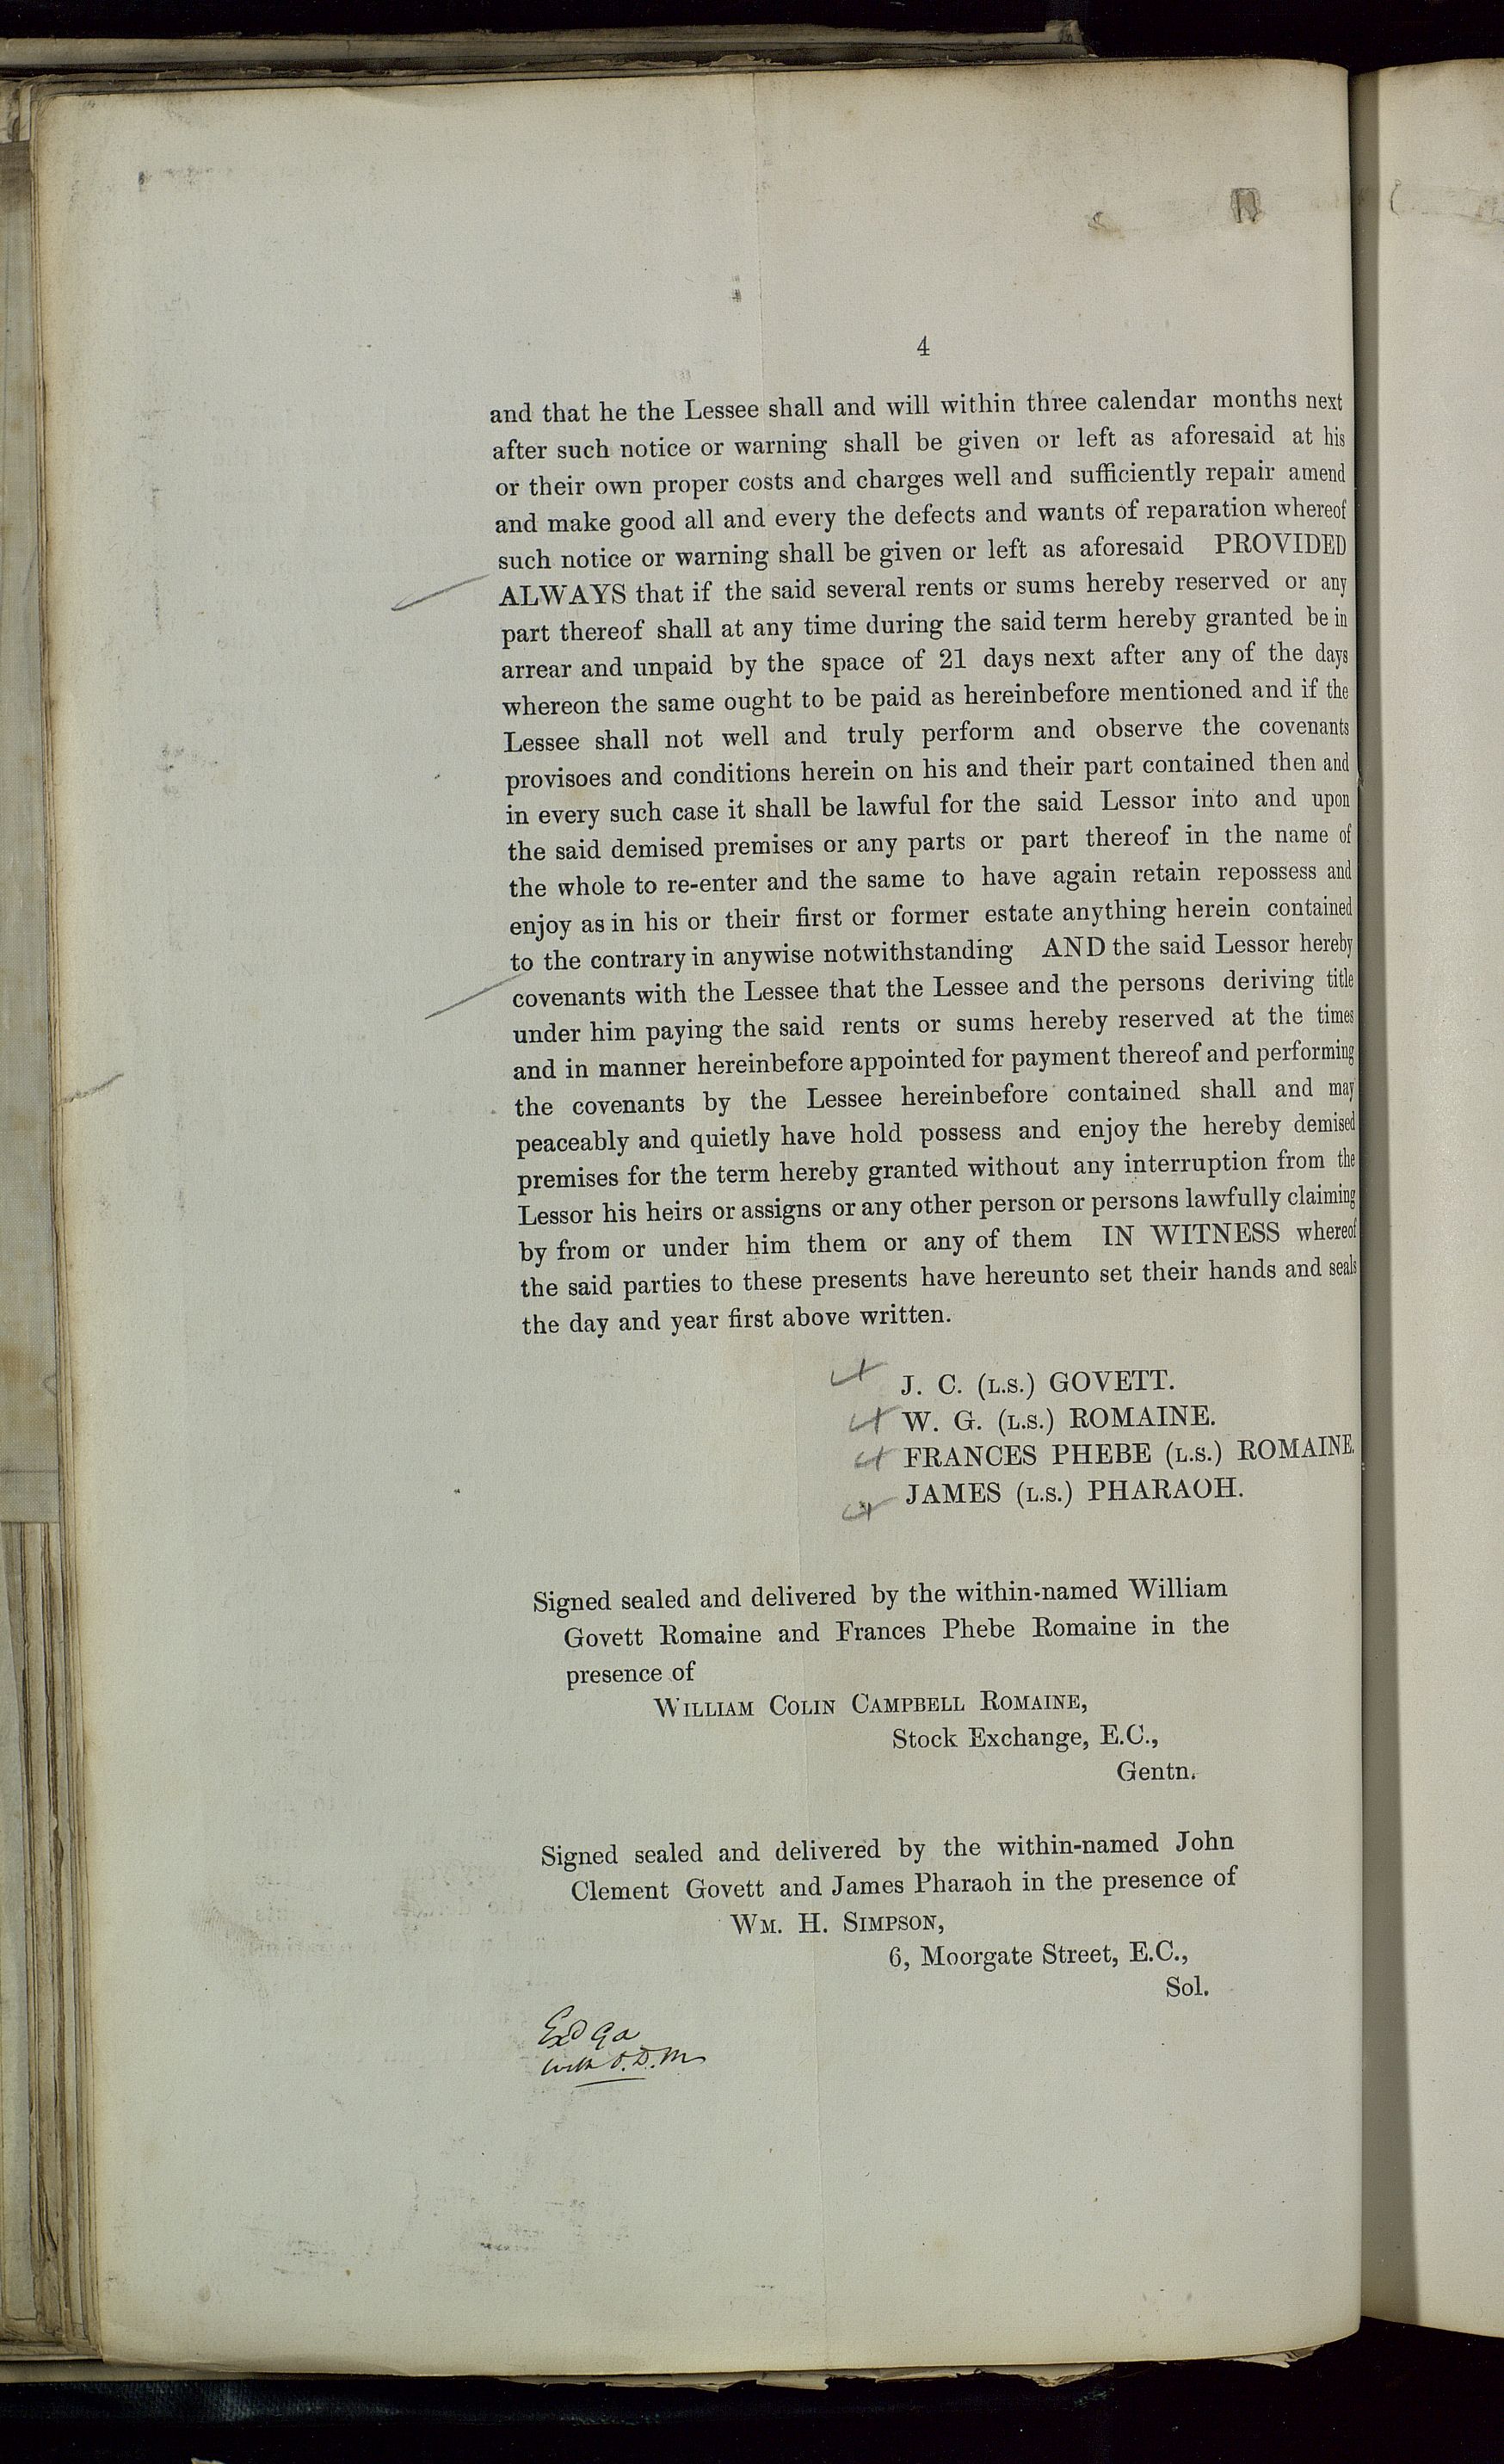 4
and that he the Lessee shall and will within three calendar months next
after such notice or warning shall be given or left as aforesaid at his
or their own proper costs and charges well and sufficiently repair amend
and make good all and every the defects and wants of reparation whereof
such notice or warning shall be given or left as aforesaid PROVIDED
ALWAYS that if the said several rents or sums hereby reserved or any
part thereof shall at any time during the said term hereby granted be in
arrear and unpaid by the space of 21 days next after any of the days
whereon the same ought to be paid as hereinbefore mentioned and if the
Lessee shall not well and truly perform and observe the covenants
provisoes and conditions herein on his and their part contained then and
in every such case it shall be lawful for the said Lessor into and upon
the said demised premises or any parts or part thereof in the name of
the whole to re-enter and the same to have again retain repossess and
enjoy as in his or their first or former estate anything herein contained
to the contrary in anywise notwithstanding AND the said Lessor hereby
covenants with the Lessee that the Lessee and the persons deriving title
under him paying the said rents or sums hereby reserved at the times
and in manner hereinbefore appointed for payment thereof and performing
the covenants by the Lessee hereinbefore contained shall and may
peaceably and quietly have hold possess and enjoy the hereby demised
premises for the term hereby granted without any interruption from the
Lessor his heirs or assigns or any other person or persons lawfully claiming
by from or under him them or any of them IN WITNESS whereof
the said parties to these presents have hereunto set their hands and seals
the day and year first above written.
J. C. (L.S.) GOVETT.
W. G. (L.S.) ROMAINE.
FRANCES PHEBE (L.S.) ROMAINE.
JAMES (L.S.) PHARAOH.
Signed sealed and delivered by the within-named William
Govett Romaine and Frances Phebe Romaine in the
presence of
WILLIAM COLIN CAMPBELL ROMAINE,
Stock Exchange, E.C.,
Gentn.
Signed sealed and delivered by the within-named John
Clement Govett and James Pharaoh in the presence of
WM. H. SIMPSON,
6, Moorgate Street, E.C.,
Sol.
Exd
with